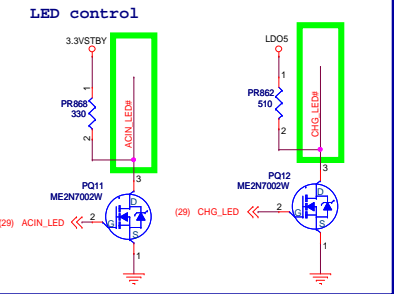 LED control
3.3VSTBY
LDO5
1
1
PR868
330
PR862
510
2
2
ACIN_LED#
CHG_LED#
3
3
PQ11
ME2N7002W
PQ12
ME2N7002W
D
D
(29) ACIN_LED
2
G
(29) CHG_LED
2
G
S
S
1
1